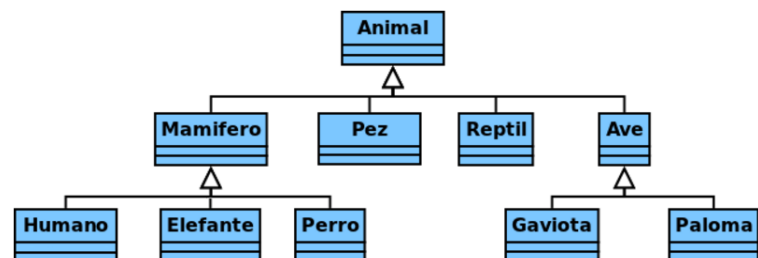 Animal
Mamifero
Pez
Reptil
Ave
Humano
Elefante
Perro
Gaviota
Paloma